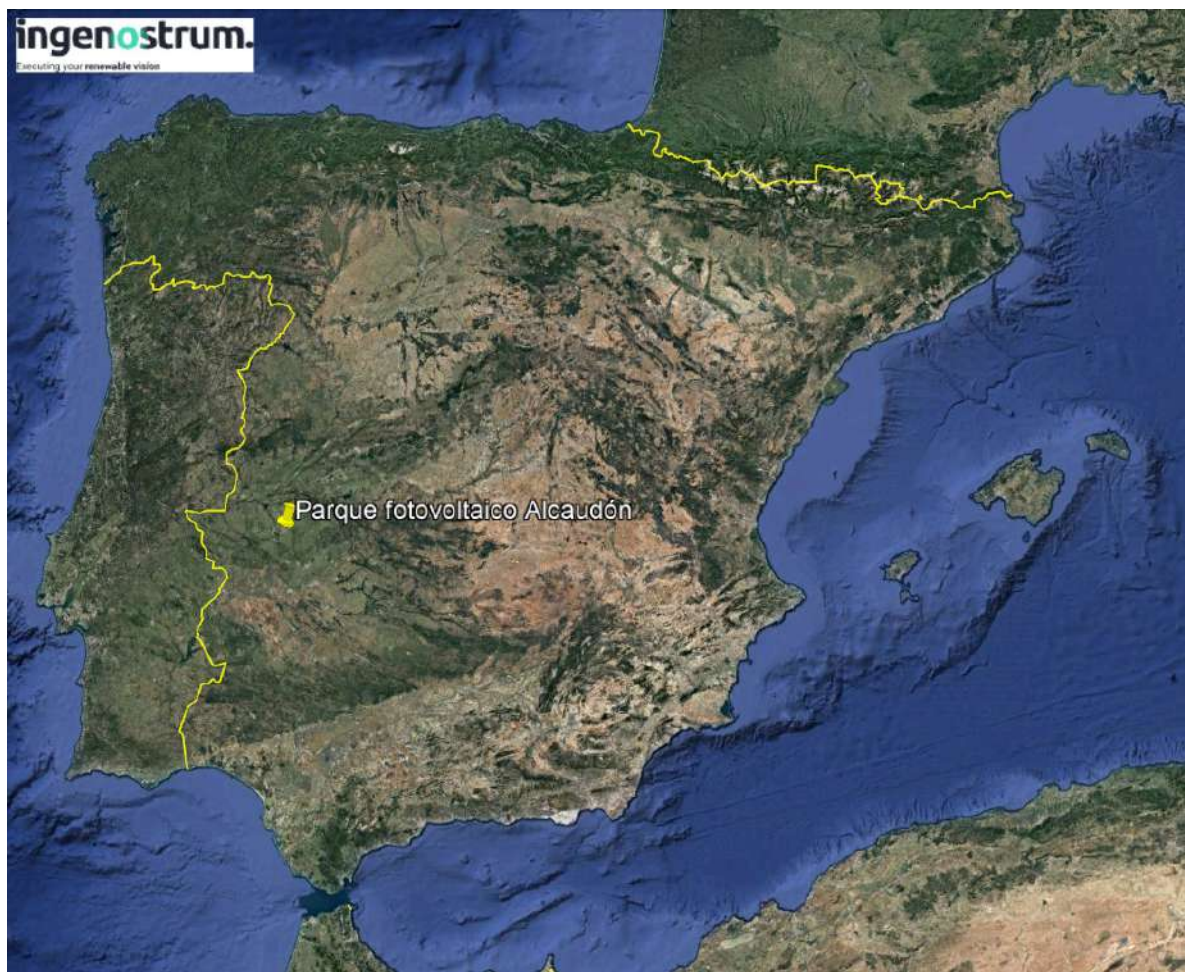 ingenostrum.
Executing your renewable vision
Parque fotovoltaico Alcaudón